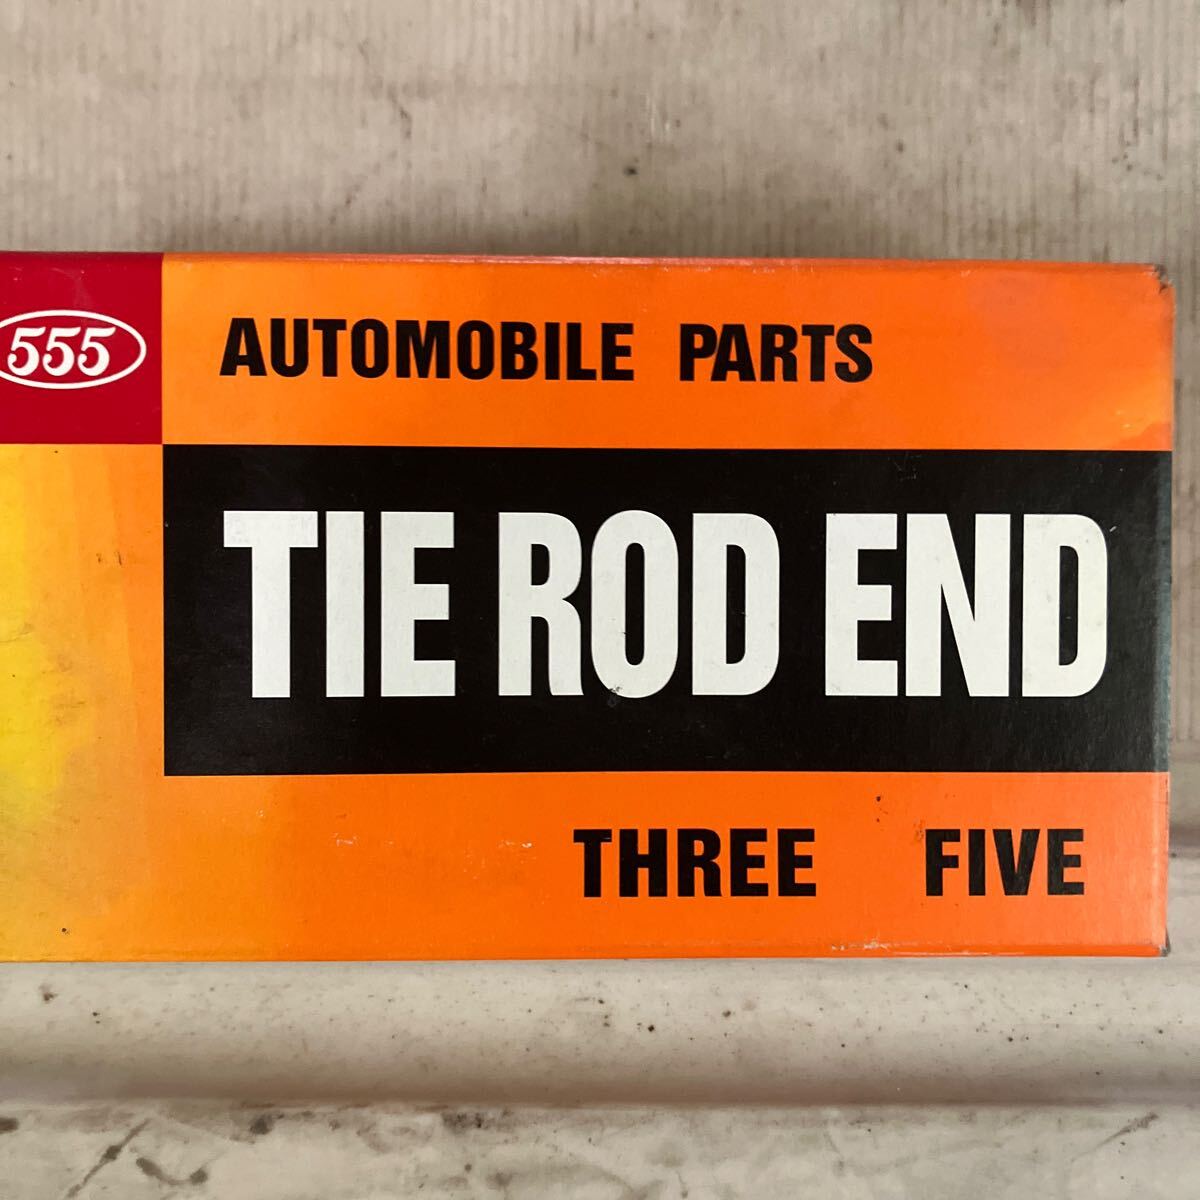 555
AUTOMOBILE PARTS
TIE ROD END
THREE FIVE